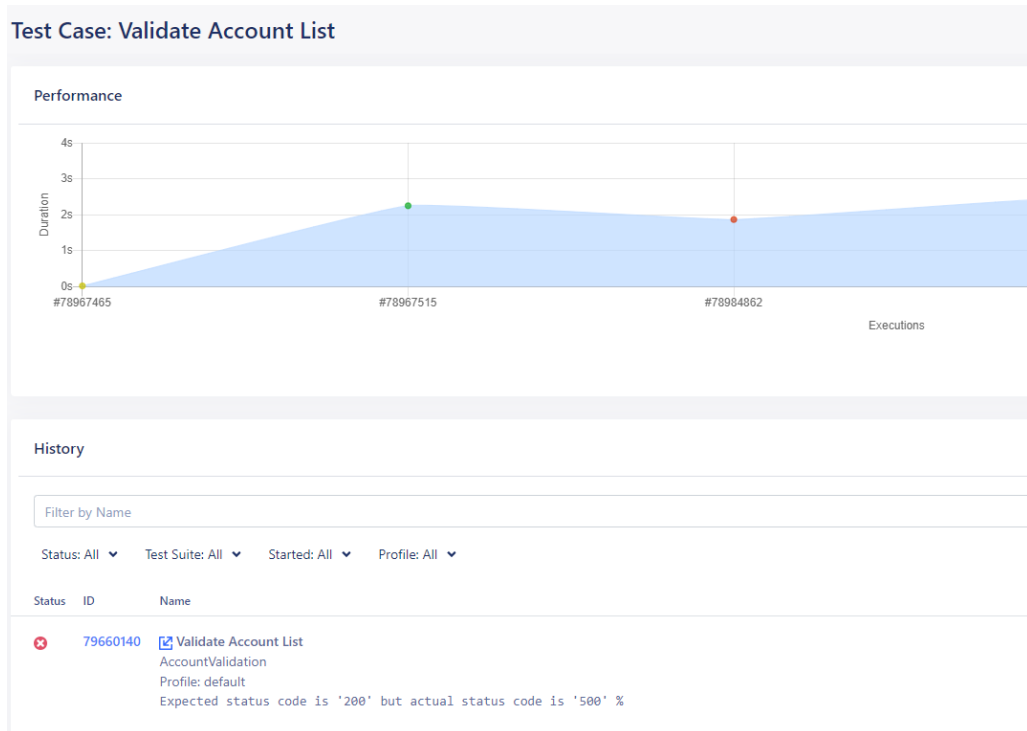 Test Case: Validate Account List
Performance
4s
3s
2s
1s
0s
Duration
#78967465
#78967515
#78984862
Executions
History
Filter by Name
Status: All
Test Suite: All
Started: All
Profile: All
Status ID Name
79660140 Validate Account List
AccountValidation
Profile: default
Expected status code is '200' but actual status code is '500' %